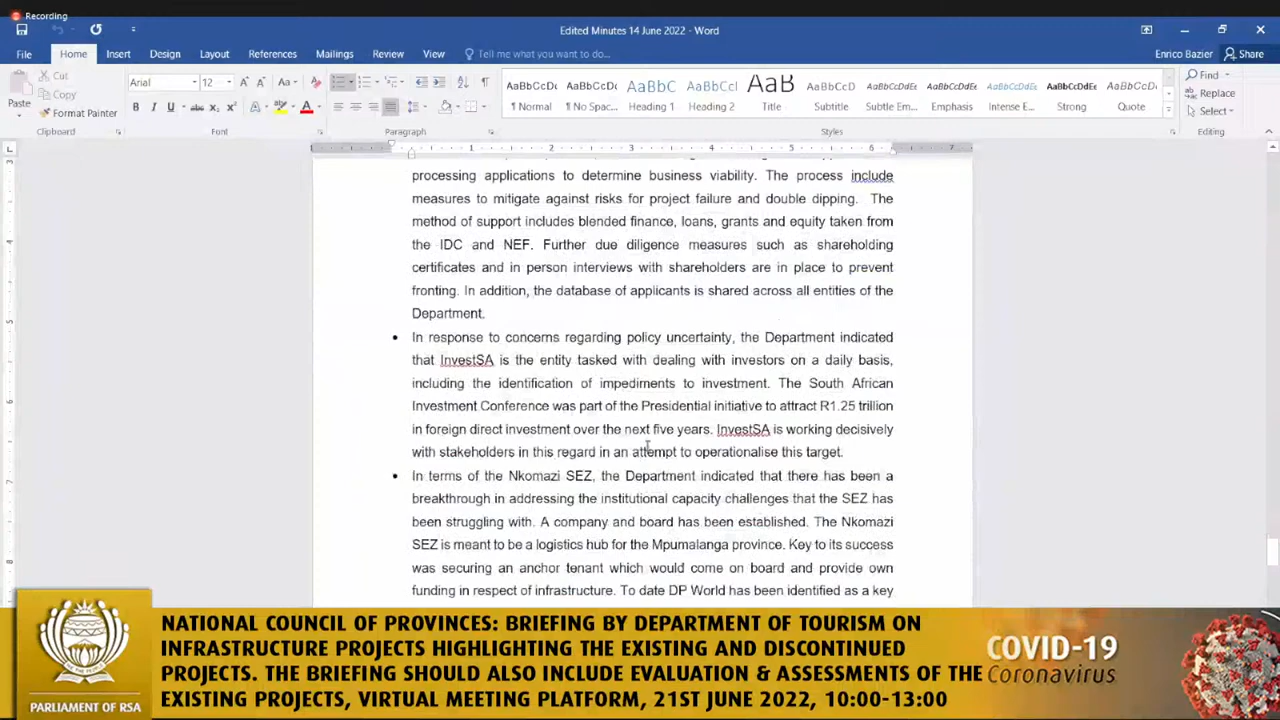 Recording
Edited Minutes 14 June 2022 - Word
File Home Insert Design Layout References Mailings Review View Tell me what you want to do... Enrico Bazier Share
Paste Cut Copy Format Painter
Clipboard
Arial 12
Font
Paragraph
AaBbCcDc AaBbCcDc AaBbC AaBbCcI AaB AaBbCcD AaBbCcDdEe AaBbCcDdEe AaBbCcDdEe AaBbCcDdEe AaBbCcDc
¶ Normal ¶ No Spac... Heading 1 Heading 2 Title Subtitle Subtle Em... Emphasis Intense E... Strong Quote
Styles
Find
Replace
Select
Editing
1 2 3 4 5 6 7
processing applications to determine business viability. The process include
measures to mitigate against risks for project failure and double dipping. The
method of support includes blended finance, loans, grants and equity taken from
the IDC and NEF. Further due diligence measures such as shareholding
certificates and in person interviews with shareholders are in place to prevent
fronting. In addition, the database of applicants is shared across all entities of the
Department.
• In response to concerns regarding policy uncertainty, the Department indicated
that InvestSA is the entity tasked with dealing with investors on a daily basis,
including the identification of impediments to investment. The South African
Investment Conference was part of the Presidential initiative to attract R1.25 trillion
in foreign direct investment over the next five years. InvestSA is working decisively
with stakeholders in this regard in an attempt to operationalise this target.
• In terms of the Nkomazi SEZ, the Department indicated that there has been a
breakthrough in addressing the institutional capacity challenges that the SEZ has
been struggling with. A company and board has been established. The Nkomazi
SEZ is meant to be a logistics hub for the Mpumalanga province. Key to its success
was securing an anchor tenant which would come on board and provide own
funding in respect of infrastructure. To date DP World has been identified as a key
NATIONAL COUNCIL OF PROVINCES: BRIEFING BY DEPARTMENT OF TOURISM ON
INFRASTRUCTURE PROJECTS HIGHLIGHTING THE EXISTING AND DISCONTINUED
PROJECTS. THE BRIEFING SHOULD ALSO INCLUDE EVALUATION & ASSESSMENTS OF THE
EXISTING PROJECTS, VIRTUAL MEETING PLATFORM, 21ST JUNE 2022, 10:00-13:00
PARLIAMENT OF RSA
COVID-19
Coronavirus